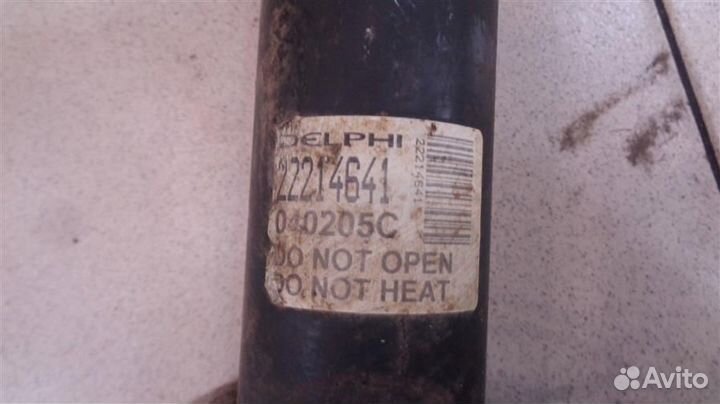 DELPHI
22214641
22214641
040205C
DO NOT OPEN
DO NOT HEAT
Avito